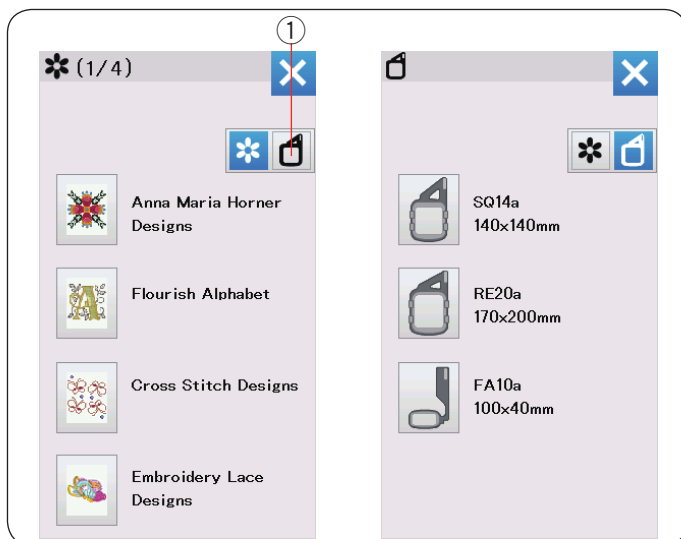 ①
(1/4)
Anna Maria Horner
Designs
Flourish Alphabet
Cross Stitch Designs
Embroidery Lace
Designs
SQ14a
140x140mm
RE20a
170x200mm
FA10a
100x40mm